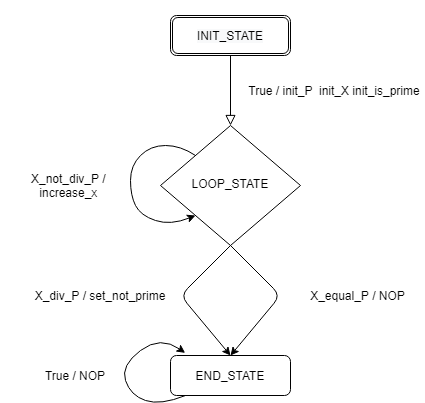 INIT_STATE
True / init_P  init_X init_is_prime
X_not_div_P /
increase_x
LOOP_STATE
X_div_P / set_not_prime
X_equal_P / NOP
True / NOP
END_STATE